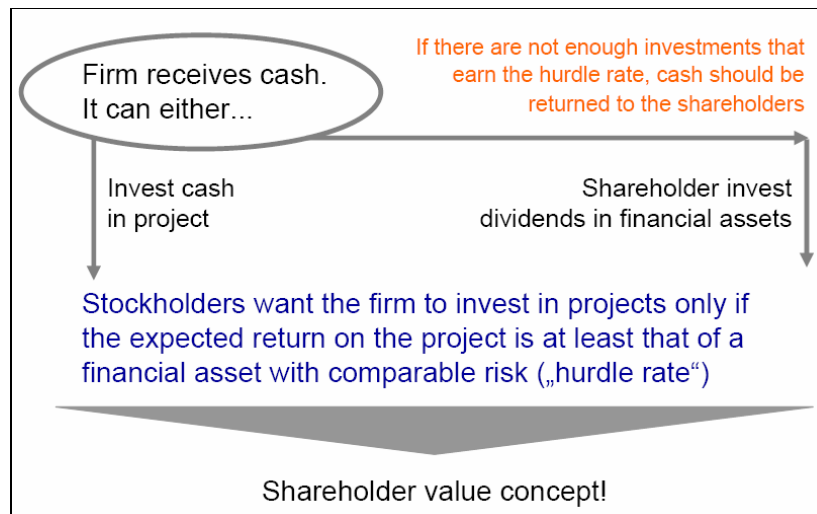 Firm receives cash.
It can either...
If there are not enough investments that
earn the hurdle rate, cash should be
returned to the shareholders
Invest cash
in project
Shareholder invest
dividends in financial assets
Stockholders want the firm to invest in projects only if
the expected return on the project is at least that of a
financial asset with comparable risk („hurdle rate“)
Shareholder value concept!